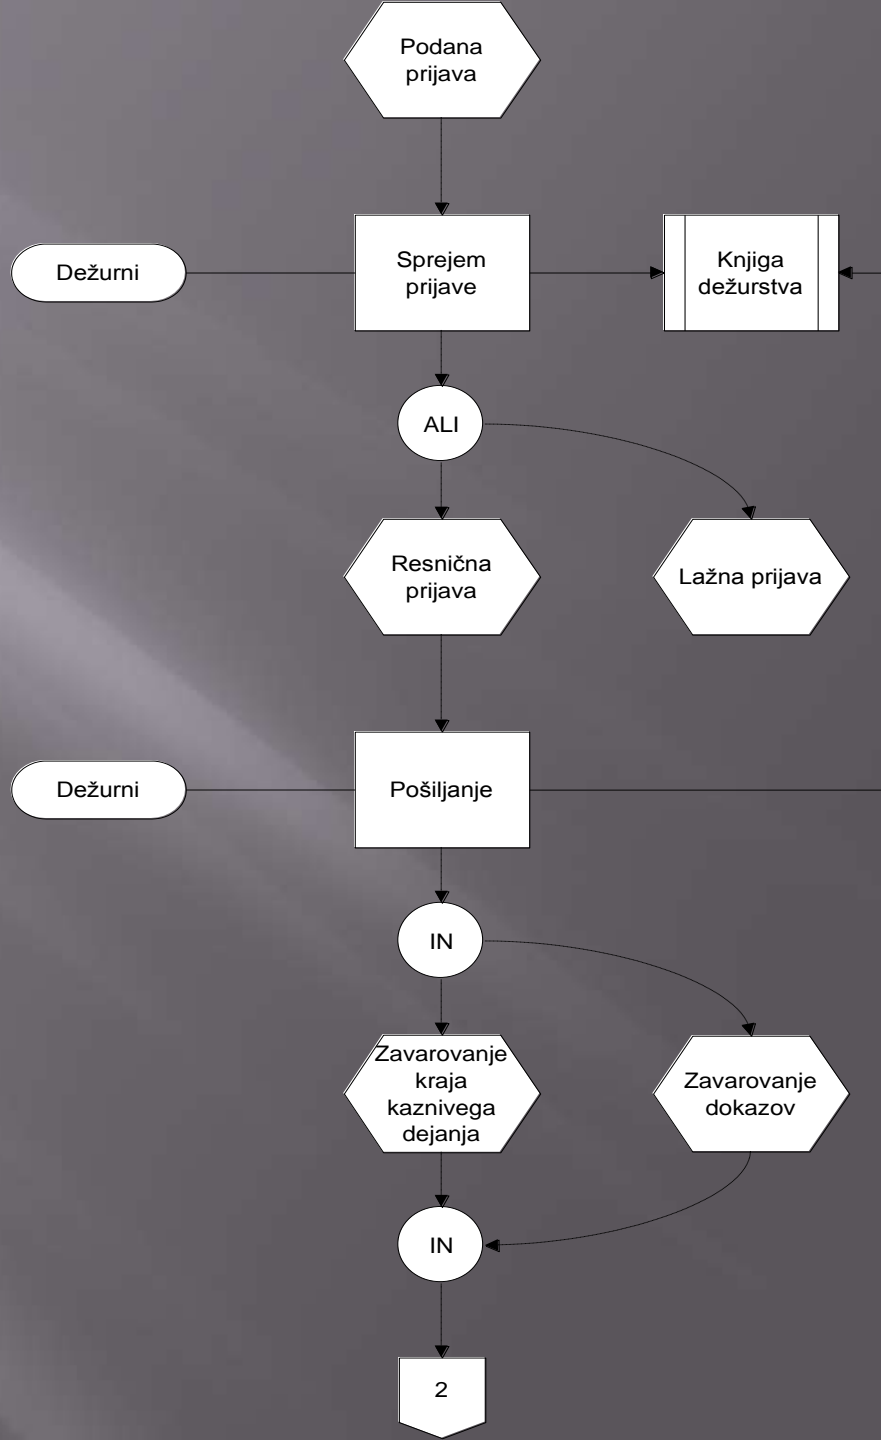 Podana
prijava
Dežurni
Sprejem
prijave
Knjiga
dežurstva
ALI
Resnična
prijava
Lažna prijava
Dežurni
Pošiljanje
IN
Zavarovanje
kraja
kaznivega
dejanja
Zavarovanje
dokazov
IN
2